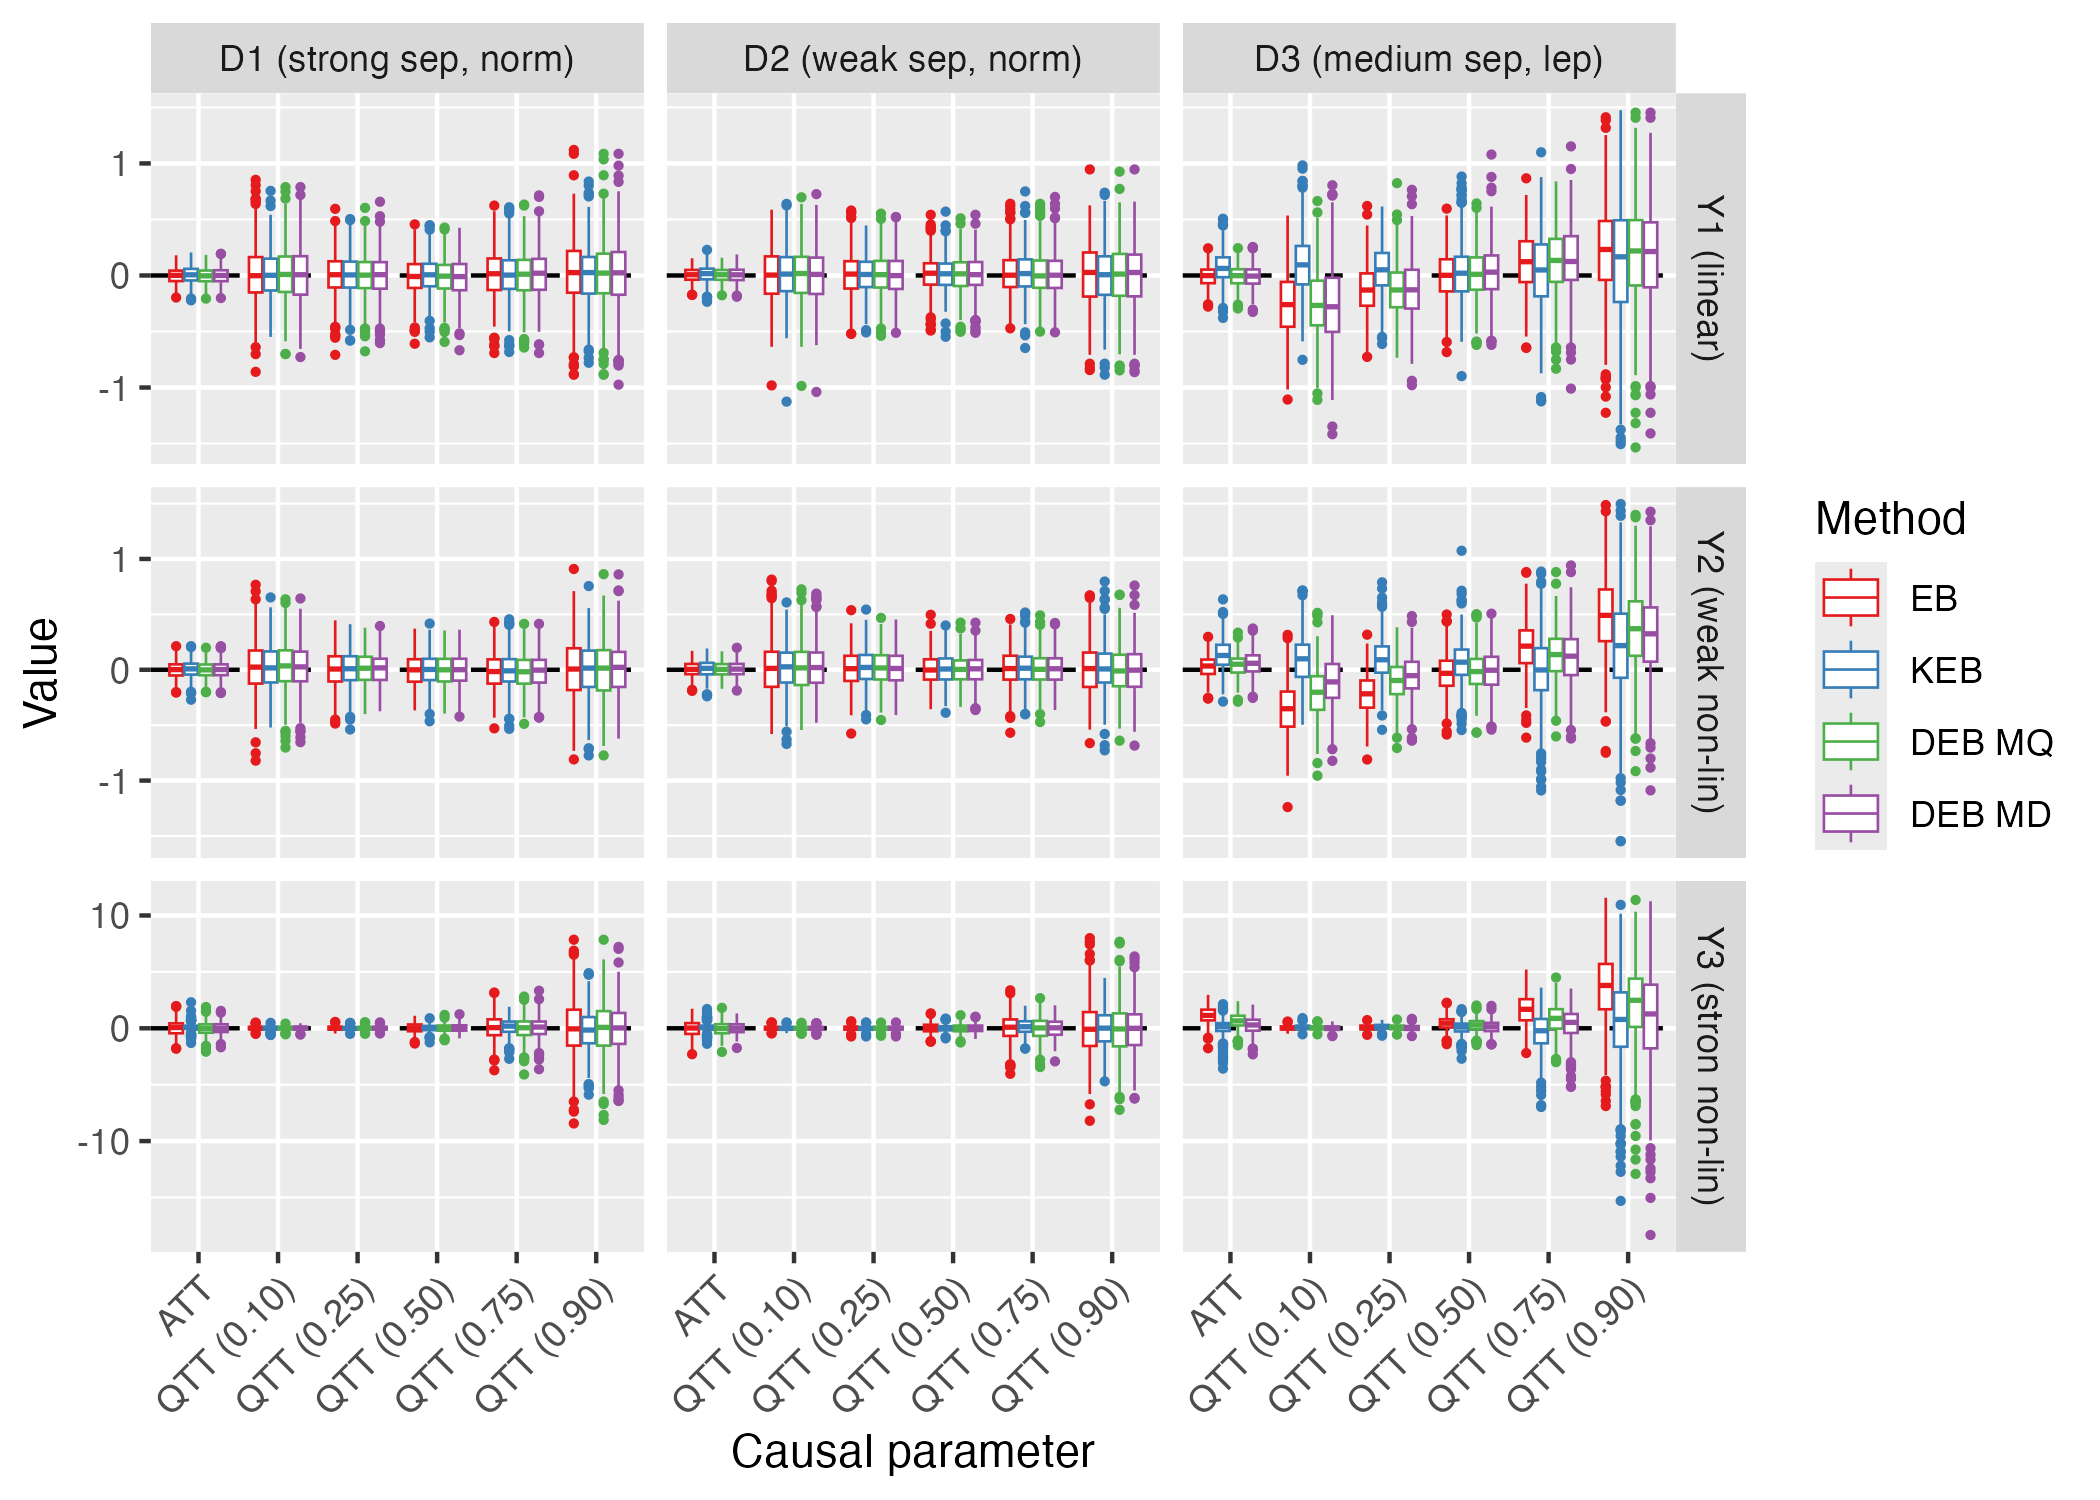 D1 (strong sep, norm)
D2 (weak sep, norm)
D3 (medium sep, lep)
1
0
-1
Y1 (linear)
1
0
-1
Y2 (weak non-lin)
10
0
-10
Y3 (stron non-lin)
Value
ATT
QTT (0.10)
QTT (0.25)
QTT (0.50)
QTT (0.75)
QTT (0.90)
ATT
QTT (0.10)
QTT (0.25)
QTT (0.50)
QTT (0.75)
QTT (0.90)
ATT
QTT (0.10)
QTT (0.25)
QTT (0.50)
QTT (0.75)
QTT (0.90)
Causal parameter
Method
EB
KEB
DEB MQ
DEB MD